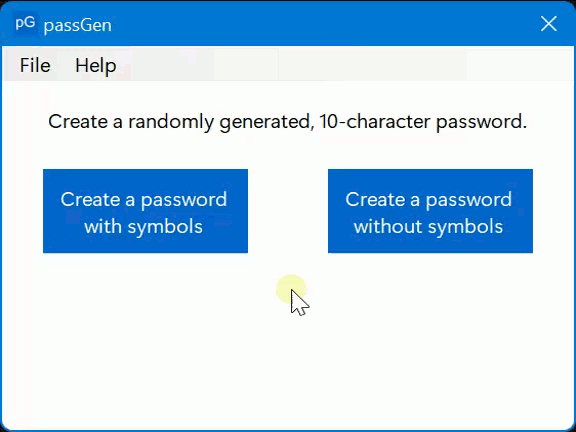 pG passGen
File Help
Create a randomly generated, 10-character password.
Create a password
with symbols
Create a password
without symbols